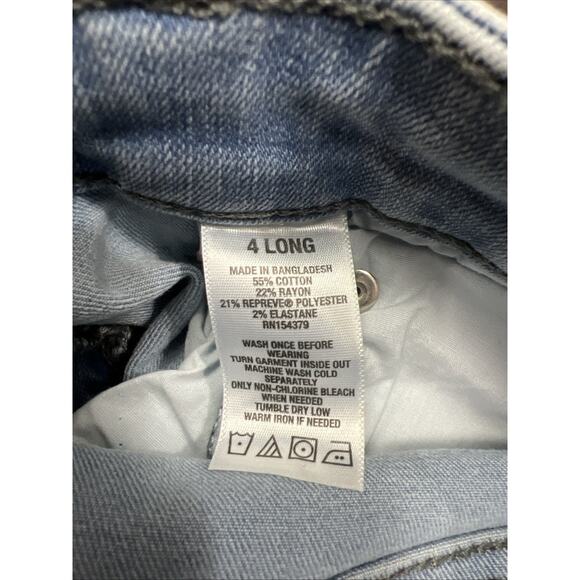 4 LONG
MADE IN BANGLADESH
55% COTTON
22% RAYON
21% REPREVE® POLYESTER
2% ELASTANE
RN154379
WASH ONCE BEFORE
WEARING
TURN GARMENT INSIDE OUT
MACHINE WASH COLD
SEPARATELY
ONLY NON-CHLORINE BLEACH
WHEN NEEDED
TUMBLE DRY LOW
WARM IRON IF NEEDED